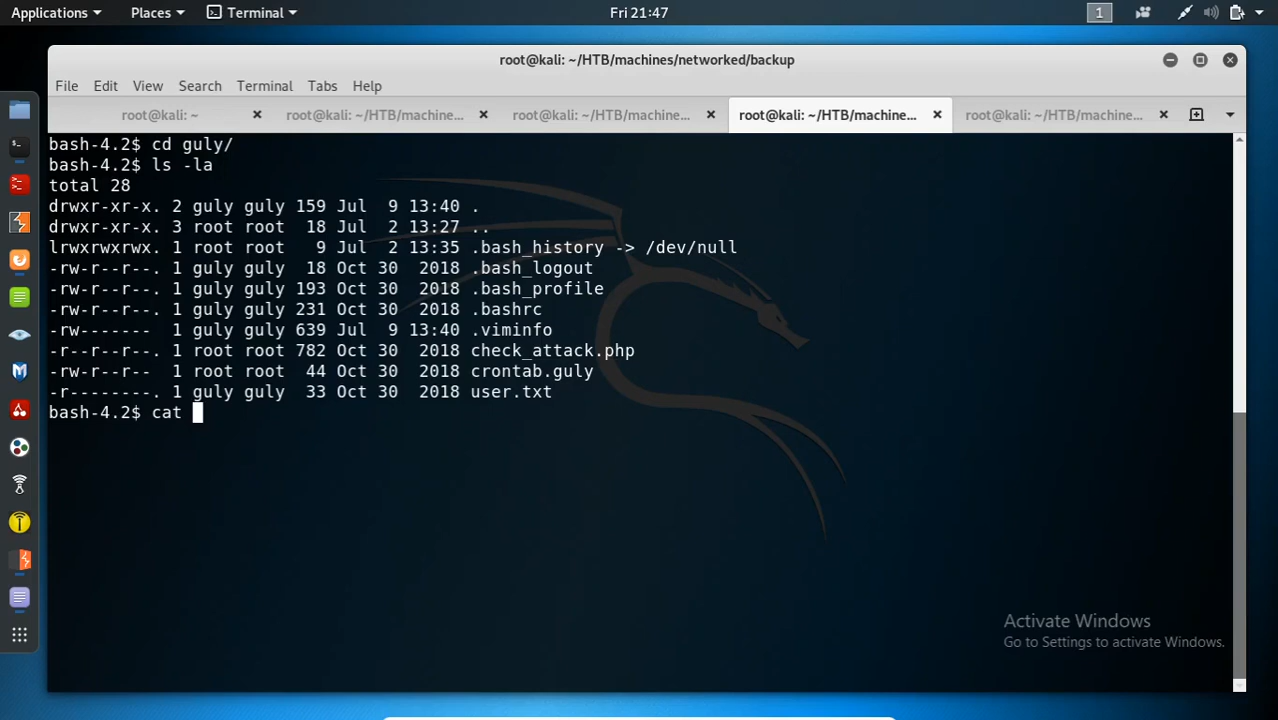 Applications Places Terminal Fri 21:47 1
root@kali: ~/HTB/machines/networked/backup
File Edit View Search Terminal Tabs Help
root@kali: ~ root@kali: ~/HTB/machine... root@kali: ~/HTB/machine... root@kali: ~/HTB/machine... root@kali: ~/HTB/machine...
bash-4.2$ cd guly/
bash-4.2$ ls -la
total 28
drwxr-xr-x. 2 guly guly 159 Jul  9 13:40 .
drwxr-xr-x. 3 root root  18 Jul  2 13:27 ..
lrwxrwxrwx. 1 root root   9 Jul  2 13:35 .bash_history -> /dev/null
-rw-r--r--. 1 guly guly  18 Oct 30  2018 .bash_logout
-rw-r--r--. 1 guly guly 193 Oct 30  2018 .bash_profile
-rw-r--r--. 1 guly guly 231 Oct 30  2018 .bashrc
-rw-------  1 guly guly 639 Jul  9 13:40 .viminfo
-r--r--r--. 1 root root 782 Oct 30  2018 check_attack.php
-rw-r--r--  1 root root  44 Oct 30  2018 crontab.guly
-r--------. 1 guly guly  33 Oct 30  2018 user.txt
bash-4.2$ cat
Activate Windows
Go to Settings to activate Windows.